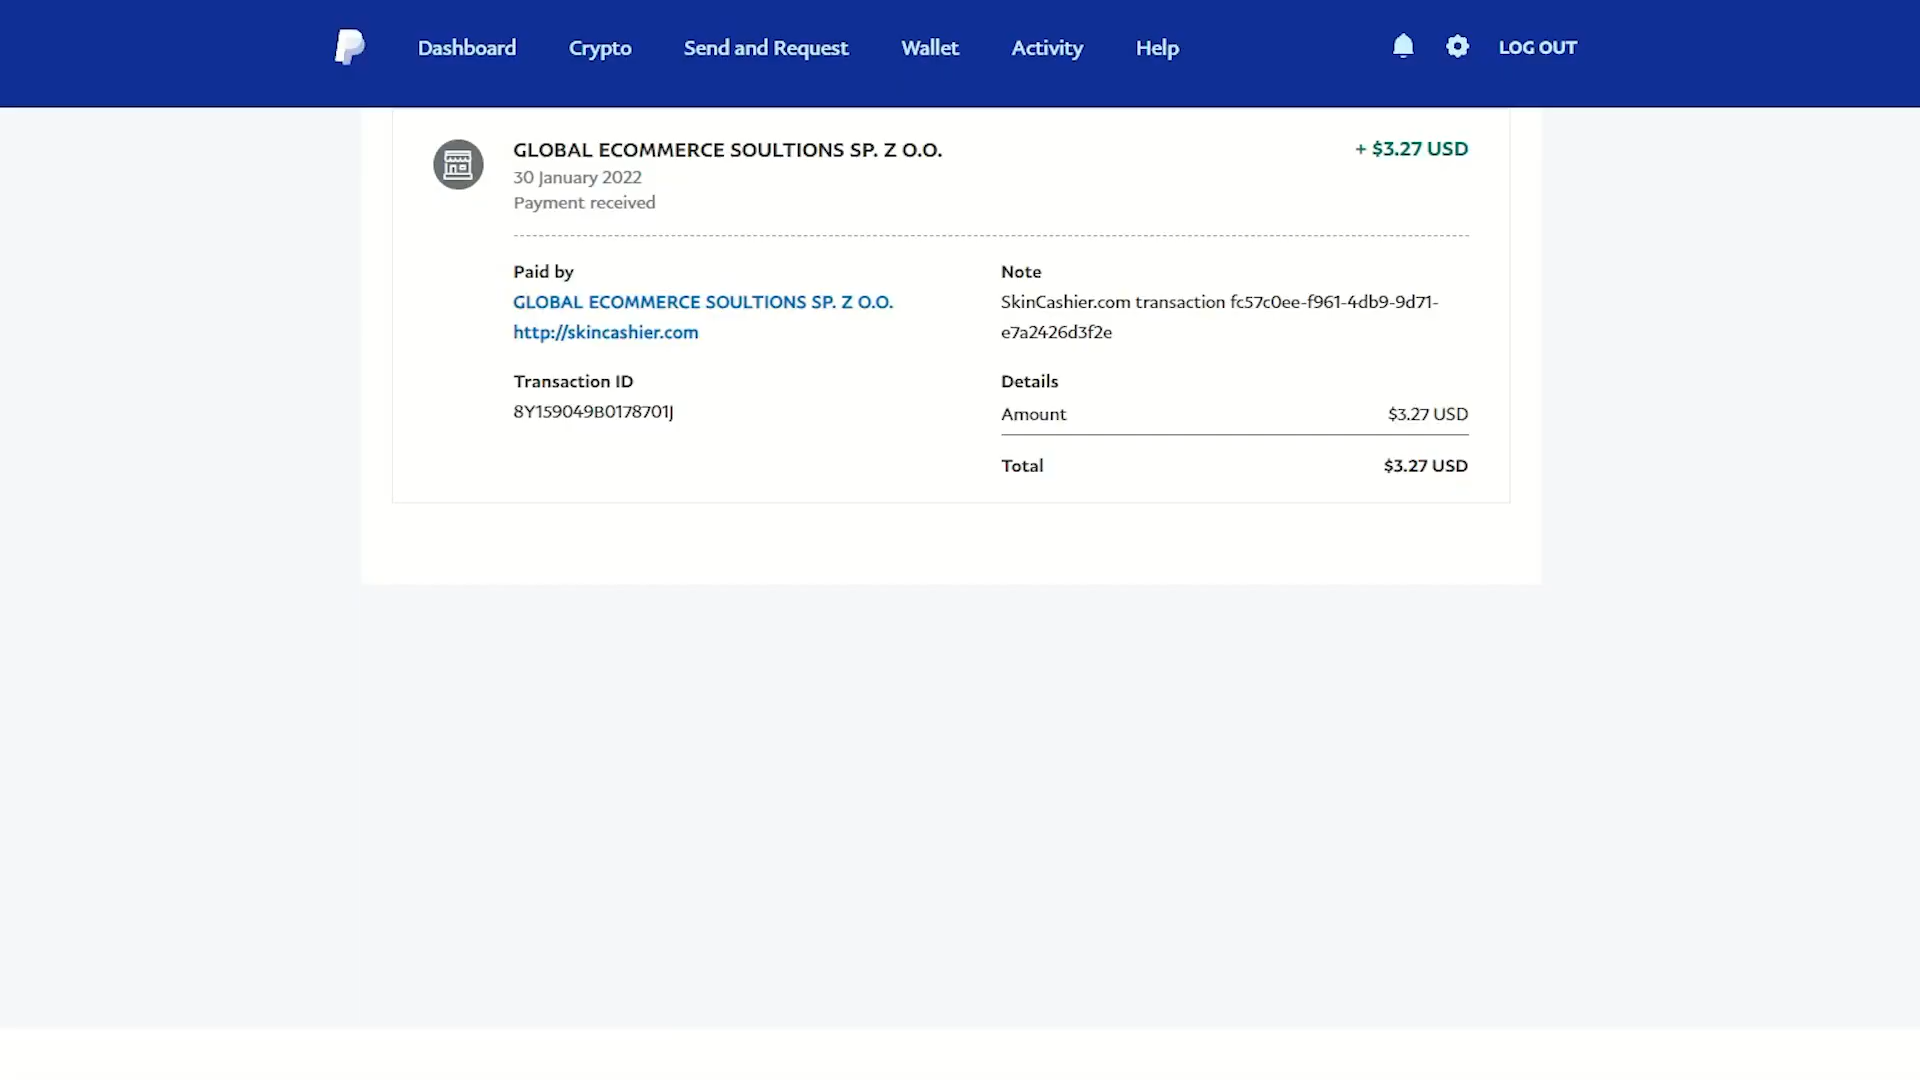 Dashboard Crypto Send and Request Wallet Activity Help LOG OUT
GLOBAL ECOMMERCE SOULTIONS SP. Z O.O. + $3.27 USD
30 January 2022
Payment received
Paid by
GLOBAL ECOMMERCE SOULTIONS SP. Z O.O.
http://skincashier.com
Transaction ID
8Y159049B0178701J
Note
SkinCashier.com transaction fc57c0ee-f961-4db9-9d71-
e7a2426d3f2e
Details
Amount $3.27 USD
Total $3.27 USD